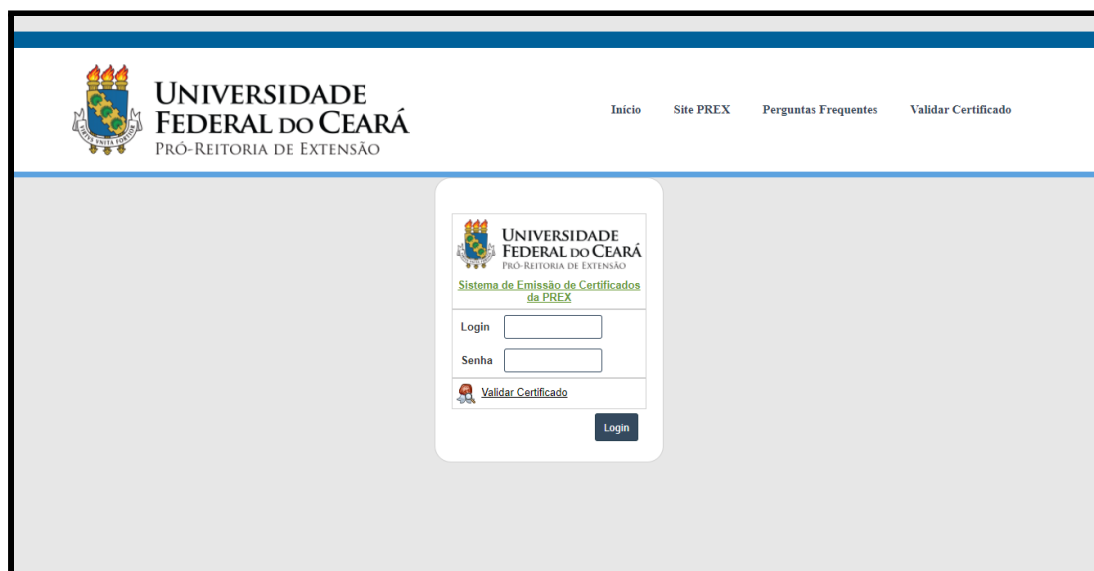 UNIVERSIDADE
FEDERAL DO CEARÁ
PRÓ-REITORIA DE EXTENSÃO
Início Site PREX Perguntas Frequentes Validar Certificado
UNIVERSIDADE
FEDERAL DO CEARÁ
PRÓ-REITORIA DE EXTENSÃO
Sistema de Emissão de Certificados
da PREX
Login
Senha
Validar Certificado
Login